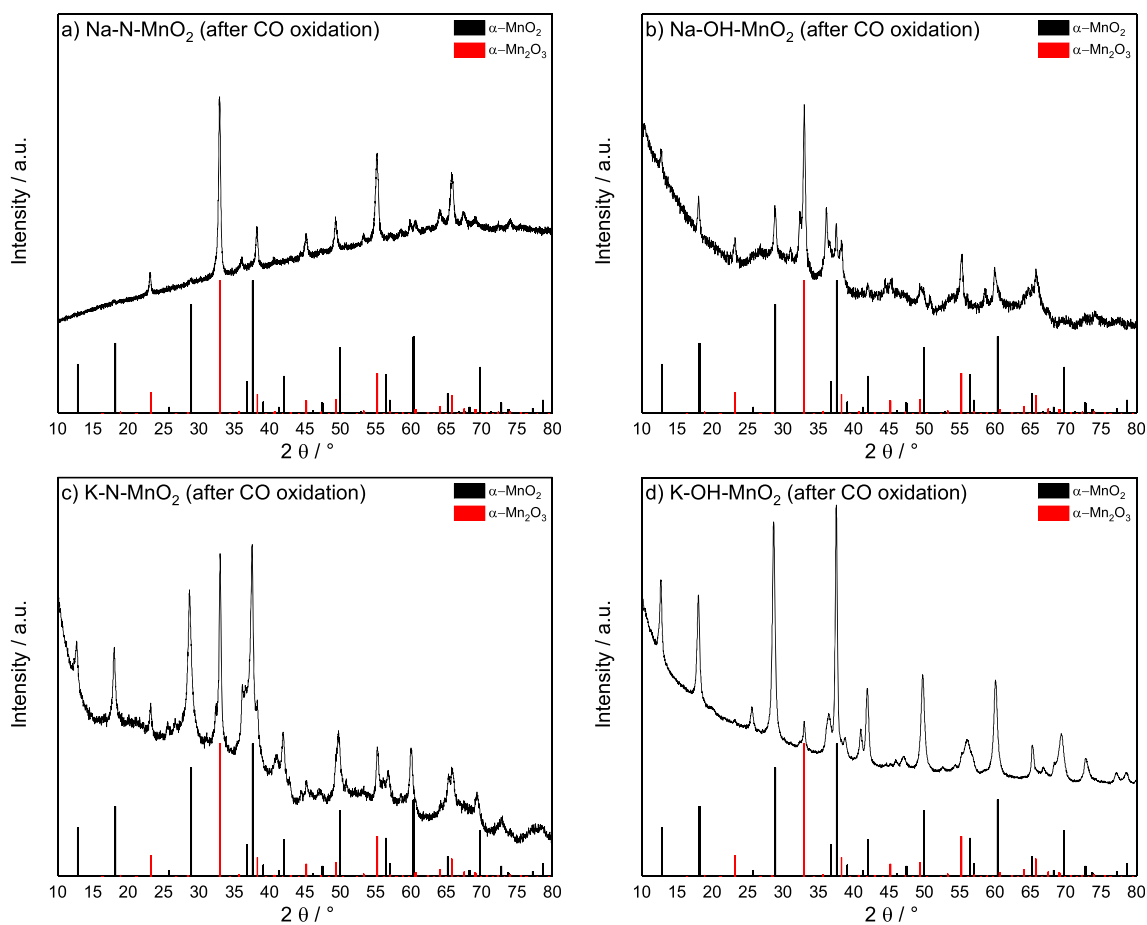 a) Na-N-MnO₂ (after CO oxidation)
α–MnO₂
α–Mn₂O₃
Intensity / a.u.
10 15 20 25 30 35 40 45 50 55 60 65 70 75 80
2 θ / °
b) Na-OH-MnO₂ (after CO oxidation)
α–MnO₂
α–Mn₂O₃
Intensity / a.u.
10 15 20 25 30 35 40 45 50 55 60 65 70 75 80
2 θ / °
c) K-N-MnO₂ (after CO oxidation)
α–MnO₂
α–Mn₂O₃
Intensity / a.u.
10 15 20 25 30 35 40 45 50 55 60 65 70 75 80
2 θ / °
d) K-OH-MnO₂ (after CO oxidation)
α–MnO₂
α–Mn₂O₃
Intensity / a.u.
10 15 20 25 30 35 40 45 50 55 60 65 70 75 80
2 θ / °